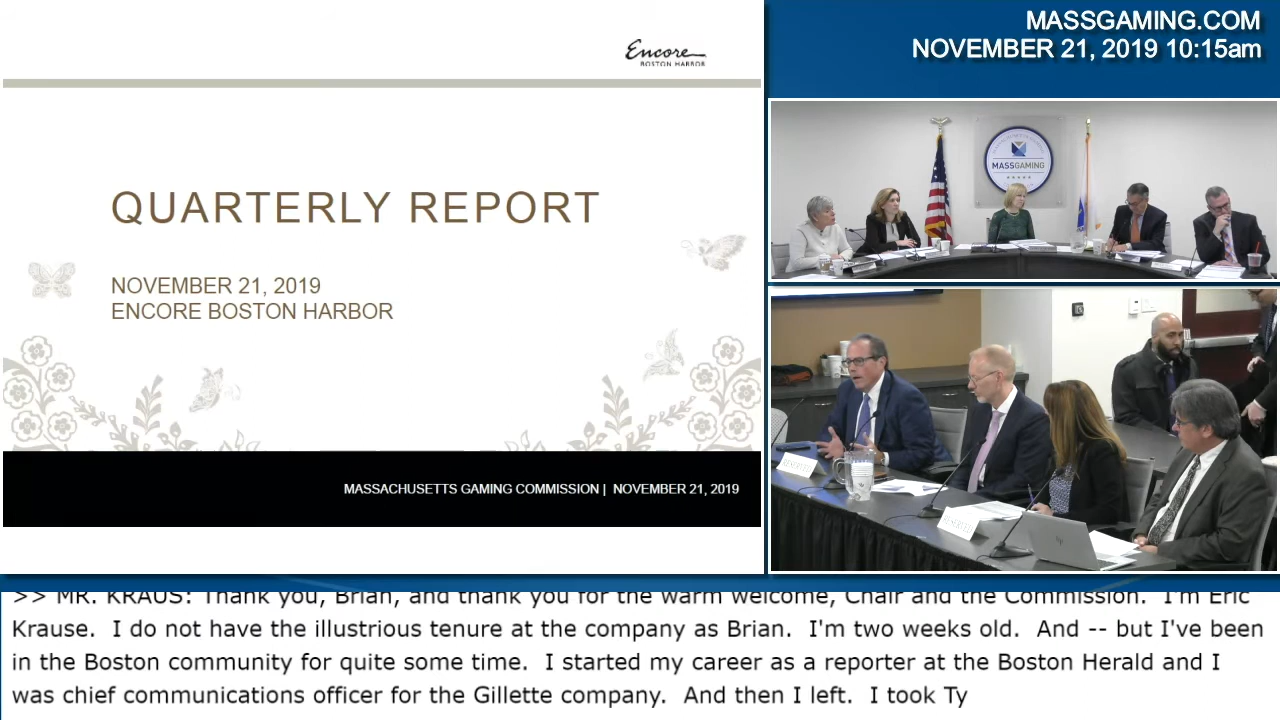 Encore
BOSTON HARBOR
QUARTERLY REPORT
NOVEMBER 21, 2019
ENCORE BOSTON HARBOR
MASSACHUSETTS GAMING COMMISSION | NOVEMBER 21, 2019
MASSGAMING.COM
NOVEMBER 21, 2019 10:15am
MASSGAMING
RESERVED
RESERVED
>> MR. KRAUS: Thank you, Brian, and thank you for the warm welcome, Chair and the Commission. I'm Eric
Krause. I do not have the illustrious tenure at the company as Brian. I'm two weeks old. And -- but I've been
in the Boston community for quite some time. I started my career as a reporter at the Boston Herald and I
was chief communications officer for the Gillette company. And then I left. I took Ty